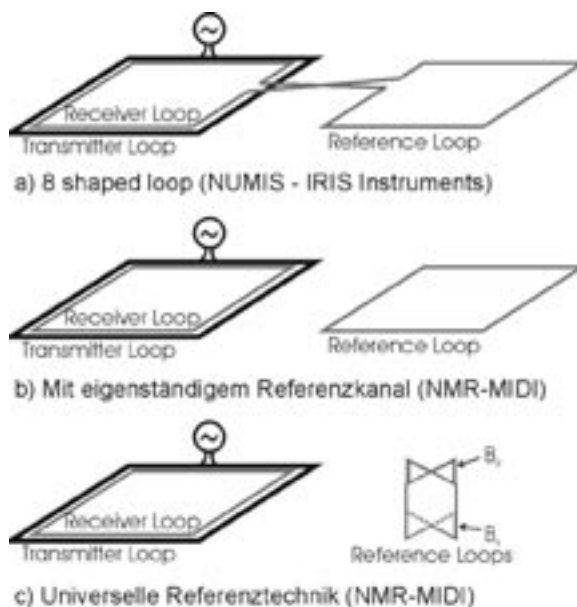 Receiver Loop
Transmitter Loop
Reference Loop
a) 8 shaped loop (NUMIS - IRIS Instruments)
Receiver Loop
Transmitter Loop
Reference Loop
b) Mit eigenständigem Referenzkanal (NMR-MIDI)
Receiver Loop
Transmitter Loop
Reference Loops
c) Universelle Referenztechnik (NMR-MIDI)